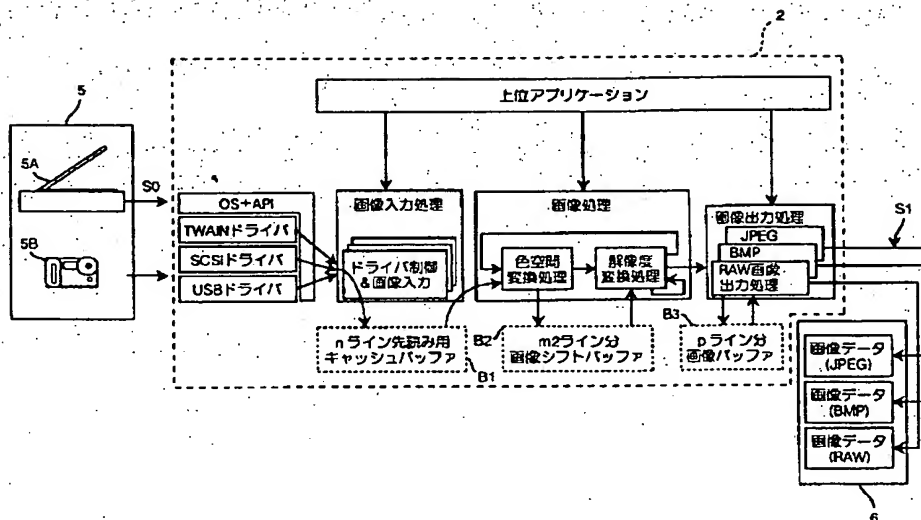 2
上位アプリケーション
5
5A
S0
5B
OS+API
TWAINドライバ
SCSIドライバ
USBドライバ
画像入力処理
ドライバ制御
&画像入力
画像処理
色空間
変換処理
解像度
変換処理
画像出力処理
JPEG
BMP
RAW画像
出力処理
S1
nライン先読み用
キャッシュバッファ
B1
B2
m2ライン分
画像シフトバッファ
B3
pライン分
画像バッファ
画像データ
(JPEG)
画像データ
(BMP)
画像データ
(RAW)
6